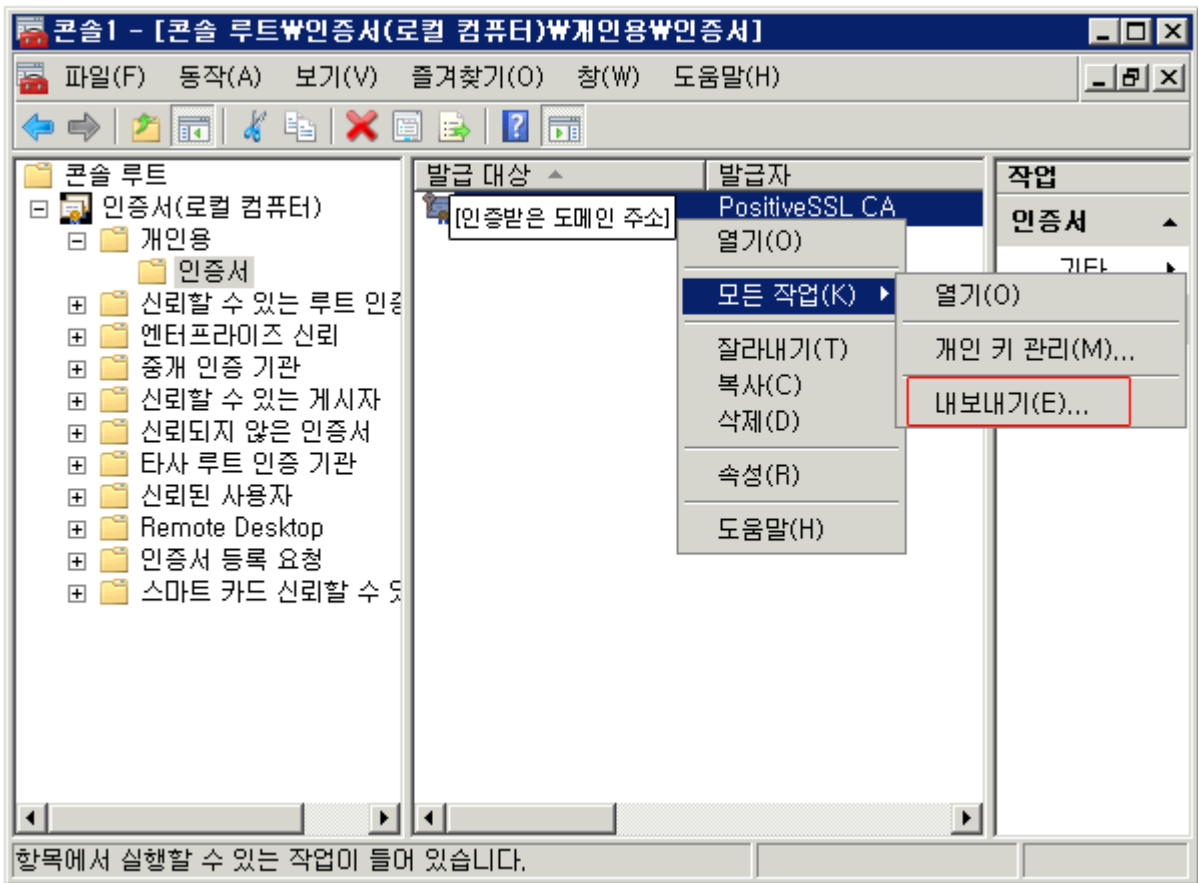 콘솔1 - [콘솔 루트₩인증서(로컬 컴퓨터)₩개인용₩인증서]
파일(F) 동작(A) 보기(V) 즐겨찾기(O) 창(W) 도움말(H)
콘솔 루트
인증서(로컬 컴퓨터)
개인용
인증서
신뢰할 수 있는 루트 인증
엔터프라이즈 신뢰
중개 인증 기관
신뢰할 수 있는 게시자
신뢰되지 않은 인증서
타사 루트 인증 기관
신뢰된 사용자
Remote Desktop
인증서 등록 요청
스마트 카드 신뢰할 수
발급 대상 발급자
[인증받은 도메인 주소] PositiveSSL CA
열기(O)
모든 작업(K)
잘라내기(T)
복사(C)
삭제(D)
속성(R)
도움말(H)
열기(O)
개인 키 관리(M)...
내보내기(E)...
작업
인증서
기타
항목에서 실행할 수 있는 작업이 들어 있습니다.